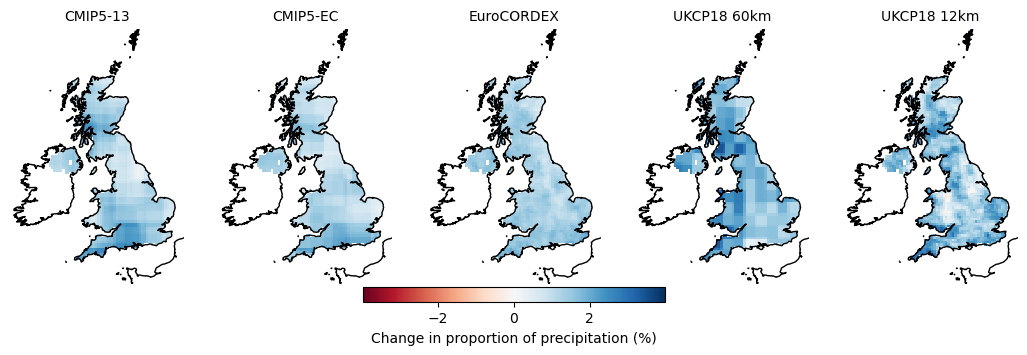 CMIP5-13 CMIP5-EC EuroCORDEX UKCP18 60km UKCP18 12km
−2 0 2
Change in proportion of precipitation (%)